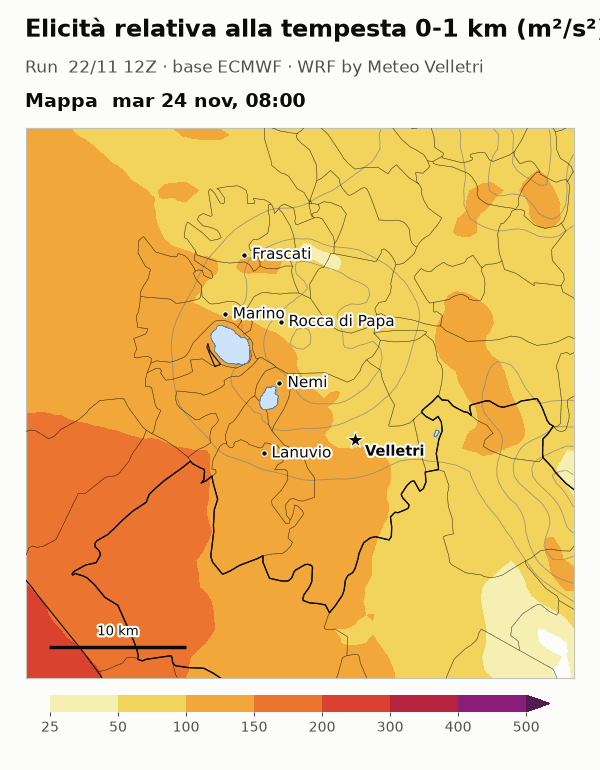 Elicità relativa alla tempesta 0-1 km (m²/s²)
Run 22/11 12Z · base ECMWF · WRF by Meteo Velletri
Mappa mar 24 nov, 08:00
Frascati
Marino
Rocca di Papa
Nemi
Velletri
Lanuvio
10 km
25 50 100 150 200 300 400 500